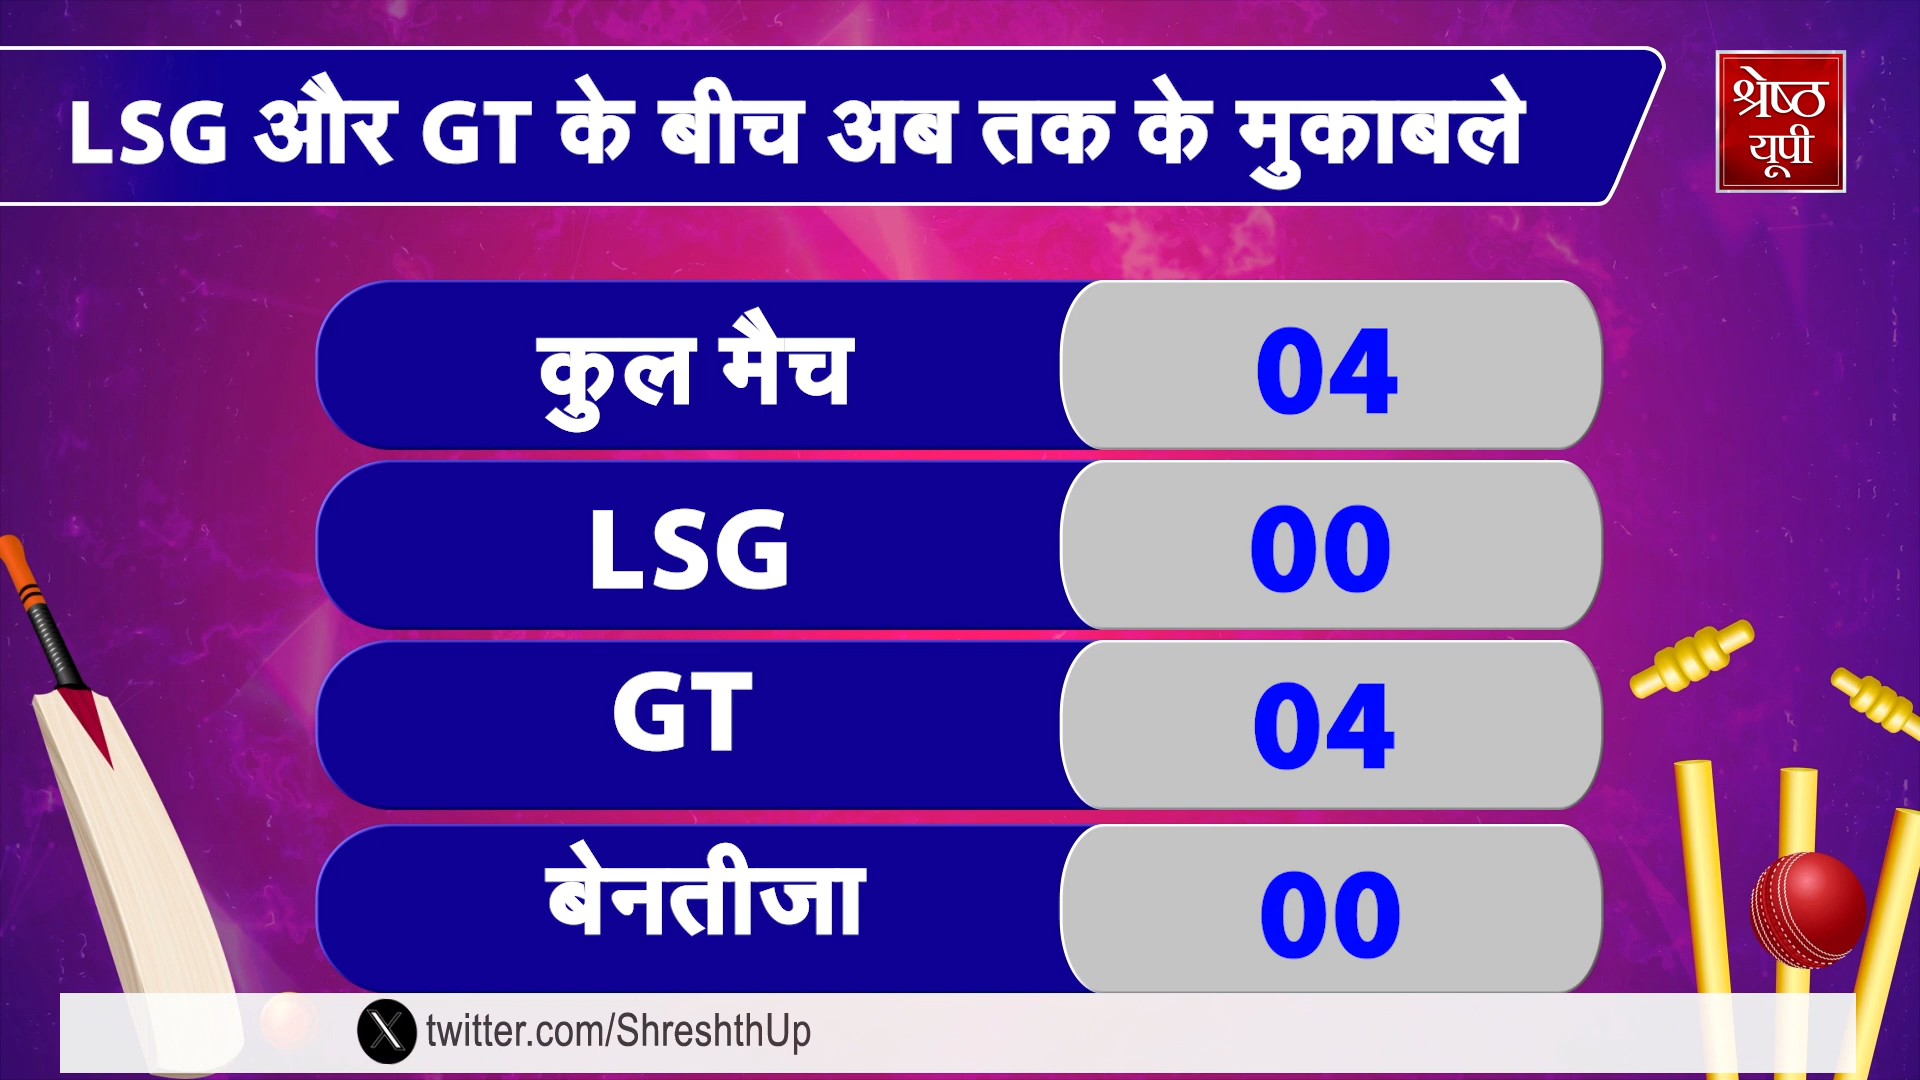 LSG और GT के बीच अब तक के मुकाबले
श्रेष्ठ
यूपी
कुल मैच 04
LSG 00
GT 04
बेनतीजा 00
X twitter.com/ShreshthUp